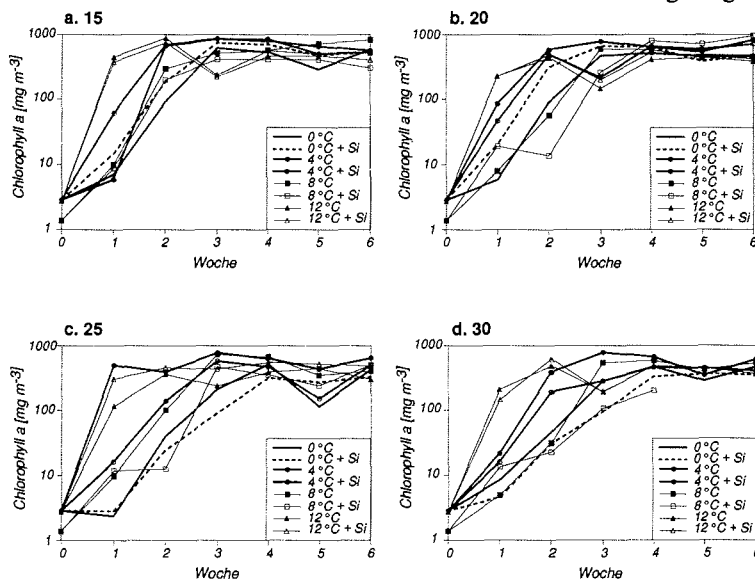 a. 15
Chlorophyll a [mg m-3]
1000
100
10
1
0 1 2 3 4 5 6
Woche
0°C
0°C + Si
4°C
4°C + Si
8°C
8°C + Si
12°C
12°C + Si
b. 20
Chlorophyll a [mg m-3]
1000
100
10
1
0 1 2 3 4 5 6
Woche
0°C
0°C + Si
4°C
4°C + Si
8°C
8°C + Si
12°C
12°C + Si
c. 25
Chlorophyll a [mg m-3]
1000
100
10
1
0 1 2 3 4 5 6
Woche
0°C
0°C + Si
4°C
4°C + Si
8°C
8°C + Si
12°C
12°C + Si
d. 30
Chlorophyll a [mg m-3]
1000
100
10
1
0 1 2 3 4 5 6
Woche
0°C
0°C + Si
4°C
4°C + Si
8°C
8°C + Si
12°C
12°C + Si